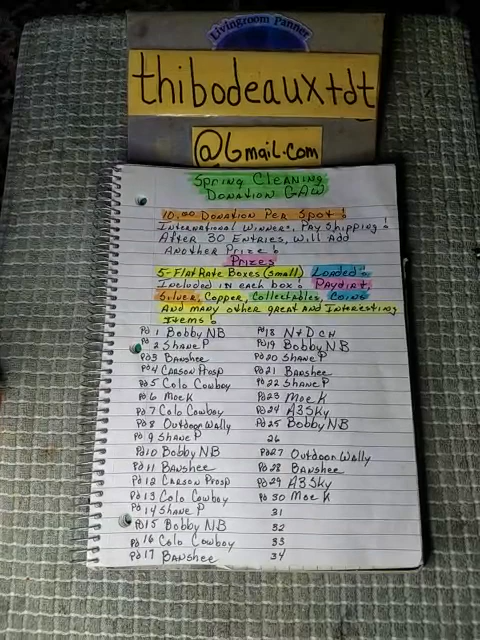 Livingroom Panner
thibodeaux+dt
@Gmail.com
Spring Cleaning
Donation GAW
10.00 Donation Per Spot!
International Winners, Pay Shipping!
After 30 Entries, Will Add
Another Prize!
Prizes
5-Flat Rate Boxes (small) Loaded!
Included in each box! Paydirt,
Silver, Copper, Collectables, Coins
And many other great and Interesting
Items!
Pd 1 Bobby NB
2 Shane P
Pd 3 Banshee
Pd 4 Carson Prosp
Pd 5 Colo Cowboy
Pd 6 Moe K
Pd 7 Colo Cowboy
Pd 8 Outdoor Wally
Pd 9 Shane P
Pd 10 Bobby NB
Pd 11 Banshee
Pd 12 Carson Prosp
Pd 13 Colo Cowboy
Pd 14 Shane P
Pd 15 Bobby NB
Pd 16 Colo Cowboy
Pd 17 Banshee
Pd 18 N+D CH
Pd 19 Bobby NB
Pd 20 Shane P
Pd 21 Banshee
Pd 22 Shane P
Pd 23 Moe K
Pd 24 A3Sky
Pd 25 Bobby NB
26
Pd 27 Outdoor Wally
Pd 28 Banshee
Pd 29 A3Sky
Pd 30 Moe K
31
32
33
34